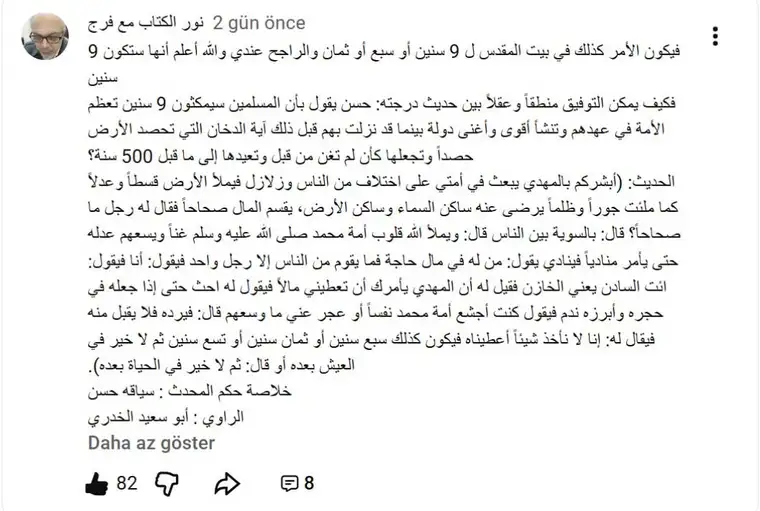 نور الكتاب مع فرج 2 gün önce
فيكون الأمر كذلك في بيت المقدس ل 9 سنين أو سبع أو ثمان والراجح عندي والله أعلم أنها ستكون 9
سنين
فكيف يمكن التوفيق منطقاً وعقلاً بين حديث درجته: حسن يقول بأن المسلمين سيمكثون 9 سنين تعظم
الأمة في عهدهم وتنشأ أقوى وأغنى دولة بينما قد نزلت بهم قبل ذلك آية الدخان التي تحصد الأرض
حصداً وتجعلها كأن لم تغن من قبل وتعيدها إلى ما قبل 500 سنة؟
الحديث: (أبشركم بالمهدي يبعث في أمتي على اختلاف من الناس وزلازل فيملأ الأرض قسطاً وعدلاً
كما ملئت جوراً وظلماً يرضى عنه ساكن السماء وساكن الأرض، يقسم المال صحاحاً فقال له رجل ما
صحاحاً؟ قال: بالسوية بين الناس قال: ويملأ الله قلوب أمة محمد صلى الله عليه وسلم غناً ويسعهم عدله
حتى يأمر منادياً فينادي يقول: من له في مال حاجة فما يقوم من الناس إلا رجل واحد فيقول: أنا فيقول:
ائت السادن يعني الخازن فقيل له أن المهدي يأمرك أن تعطيني مالاً فيقول له احث حتى إذا جعله في
حجره وأبرزه ندم فيقول كنت أجشع أمة محمد نفساً أو عجر عني ما وسعهم قال: فيرده فلا يقبل منه
فيقال له: إنا لا نأخذ شيئاً أعطيناه فيكون كذلك سبع سنين أو ثمان سنين أو تسع سنين ثم لا خير في
العيش بعده أو قال: ثم لا خير في الحياة بعده).
خلاصة حكم المحدث : سياقه حسن
الراوي : أبو سعيد الخدري
Daha az göster
82 8